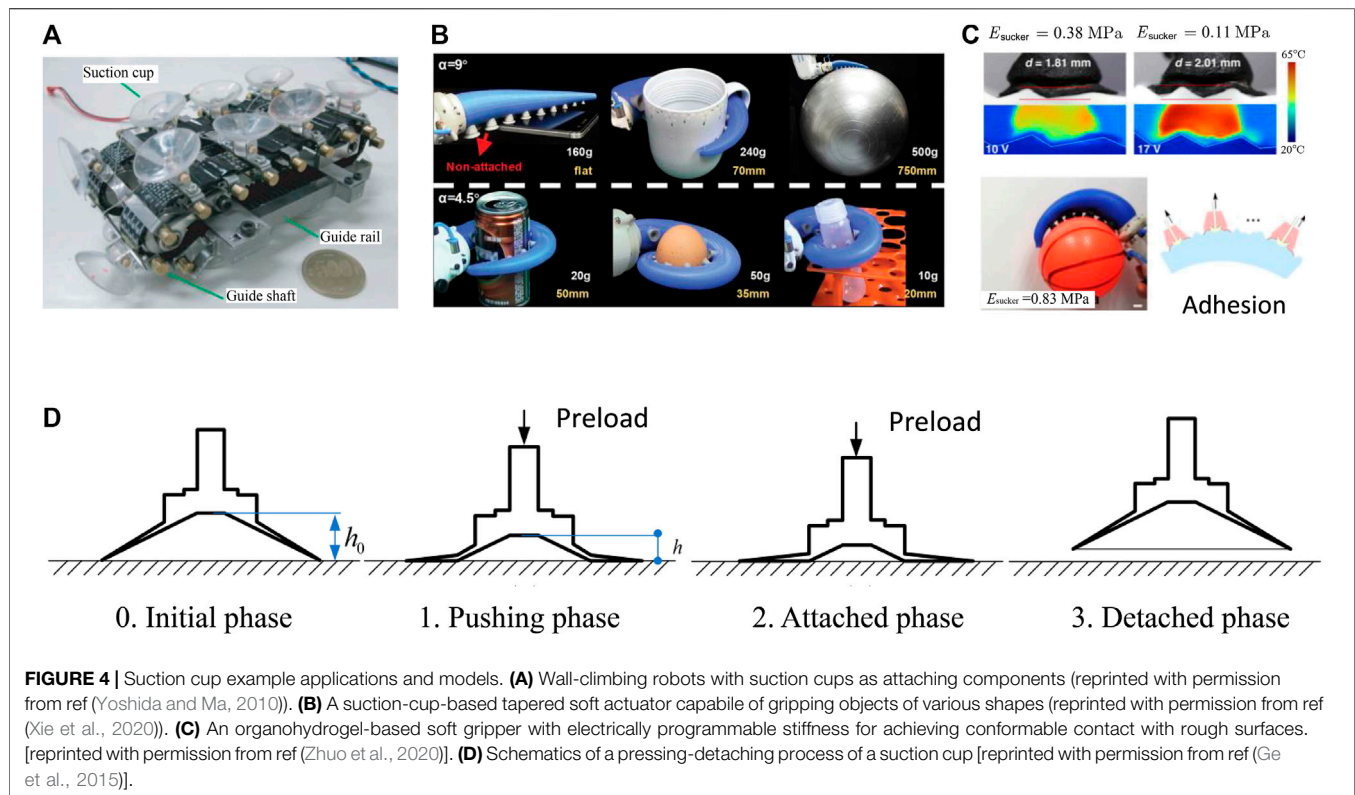 A
Suction cup
Guide rail
Guide shaft
B
α=9°
Non-attached
160g
flat
240g
70mm
500g
750mm
α=4.5°
20g
50mm
50g
35mm
10g
20mm
C
Esucker = 0.38 MPa
Esucker = 0.11 MPa
d = 1.81 mm
d = 2.01 mm
65°C
10 V
17 V
20°C
Esucker =0.83 MPa
...
Adhesion
D
h0
Preload
h
Preload
0. Initial phase
1. Pushing phase
2. Attached phase
3. Detached phase
FIGURE 4 | Suction cup example applications and models. (A) Wall-climbing robots with suction cups as attaching components (reprinted with permission
from ref (Yoshida and Ma, 2010)). (B) A suction-cup-based tapered soft actuator capabile of gripping objects of various shapes (reprinted with permission from ref
(Xie et al., 2020)). (C) An organohydrogel-based soft gripper with electrically programmable stiffness for achieving conformable contact with rough surfaces.
[reprinted with permission from ref (Zhuo et al., 2020)]. (D) Schematics of a pressing-detaching process of a suction cup [reprinted with permission from ref (Ge
et al., 2015)].